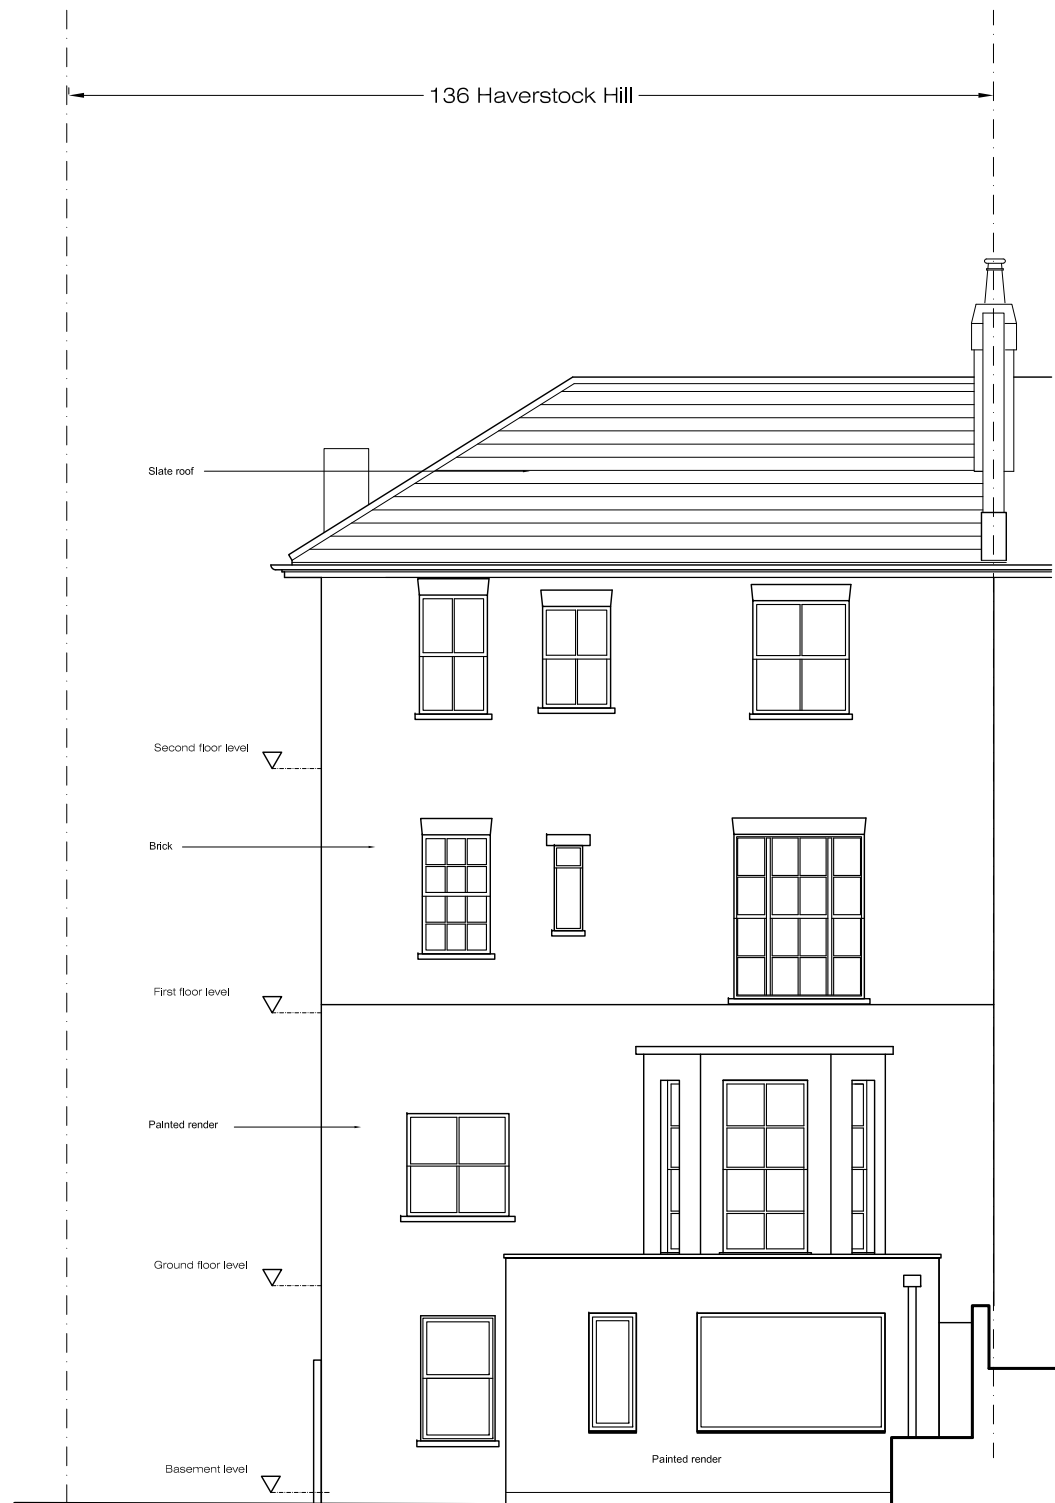 136 Haverstock Hill
Slate roof
Second floor level
Brick
First floor level
Painted render
Ground floor level
Painted render
Basement level